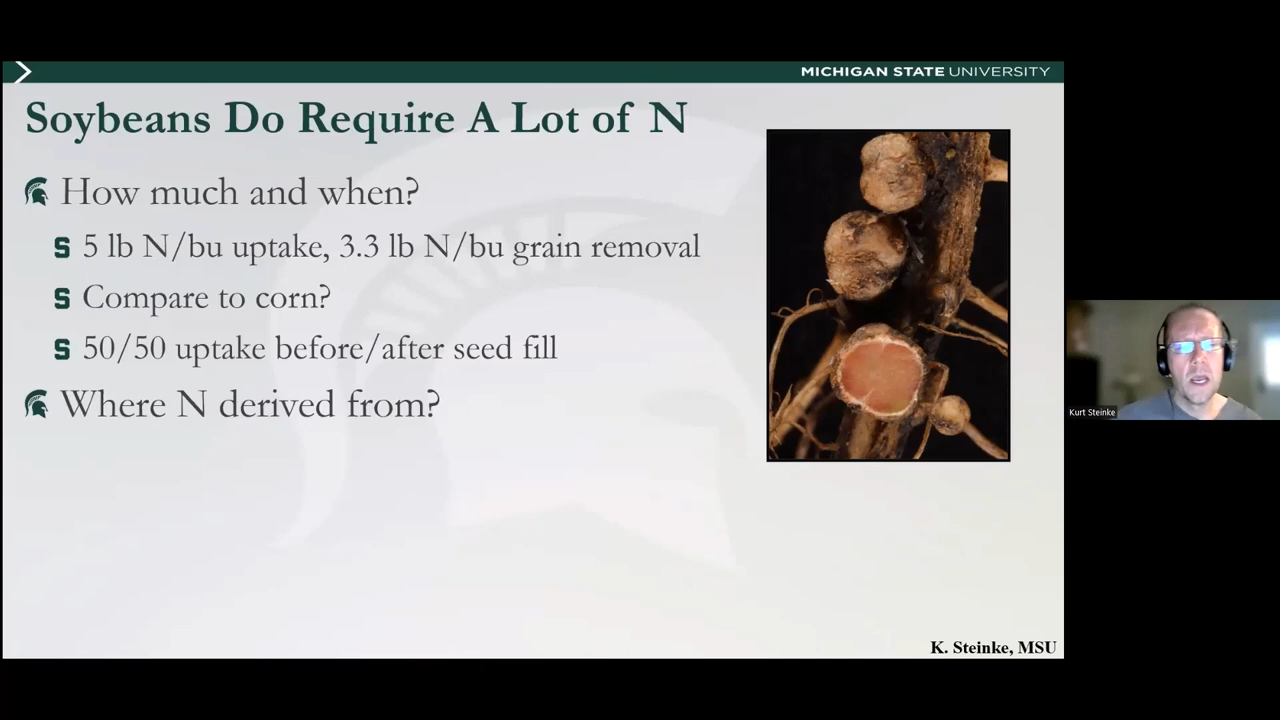 MICHIGAN STATE UNIVERSITY
Soybeans Do Require A Lot of N
How much and when?
5 lb N/bu uptake, 3.3 lb N/bu grain removal
Compare to corn?
50/50 uptake before/after seed fill
Where N derived from?
Kurt Steinke
K. Steinke, MSU